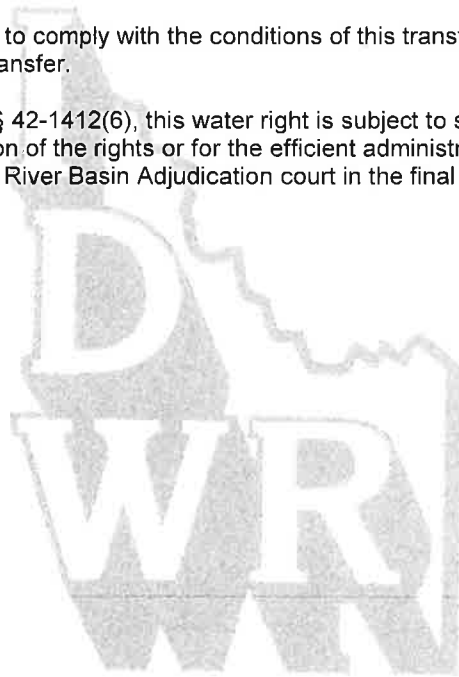 to comply with the conditions of this transf
ansfer.
§ 42-1412(6), this water right is subject to s
on of the rights or for the efficient administr
River Basin Adjudication court in the final
D
W R